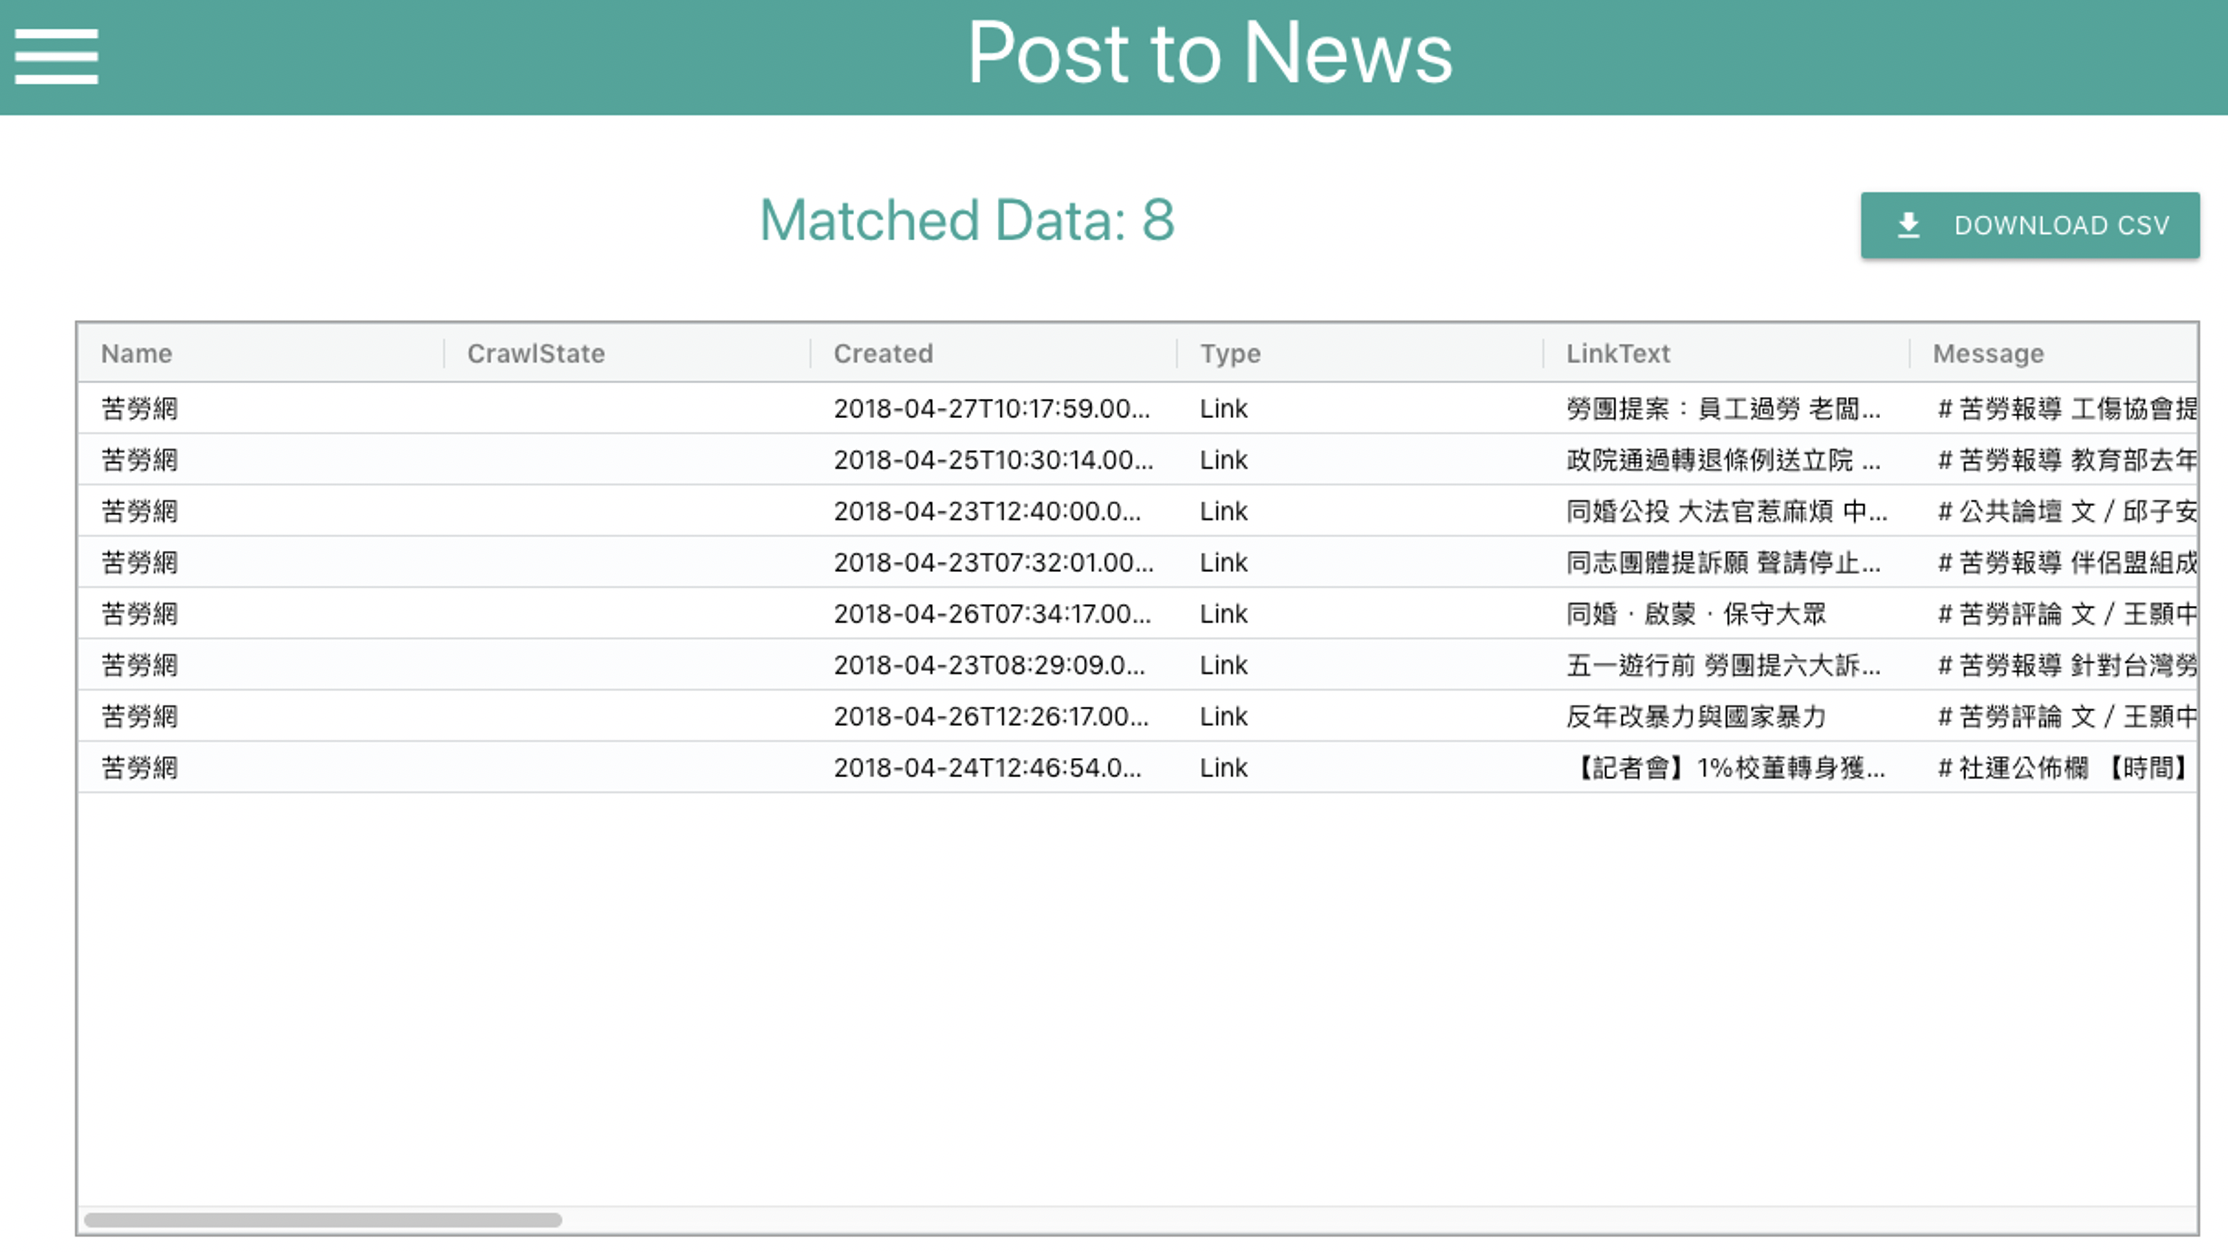 Post to News
Matched Data: 8
DOWNLOAD CSV
Name CrawlState Created Type LinkText Message
苦勞網 2018-04-27T10:17:59.00... Link 勞團提案：員工過勞 老闆... #苦勞報導 工傷協會提
苦勞網 2018-04-25T10:30:14.00... Link 政院通過轉退條例送立院 ... #苦勞報導 教育部去年
苦勞網 2018-04-23T12:40:00.0... Link 同婚公投 大法官惹麻煩 中... #公共論壇 文／邱子安
苦勞網 2018-04-23T07:32:01.00... Link 同志團體提訴願 聲請停止... #苦勞報導 伴侶盟組成
苦勞網 2018-04-26T07:34:17.00... Link 同婚．啟蒙．保守大眾 #苦勞評論 文／王顥中
苦勞網 2018-04-23T08:29:09.0... Link 五一遊行前 勞團提六大訴... #苦勞報導 針對台灣勞
苦勞網 2018-04-26T12:26:17.00... Link 反年改暴力與國家暴力 #苦勞評論 文／王顥中
苦勞網 2018-04-24T12:46:54.0... Link 【記者會】1%校董轉身獲... #社運公佈欄 【時間】